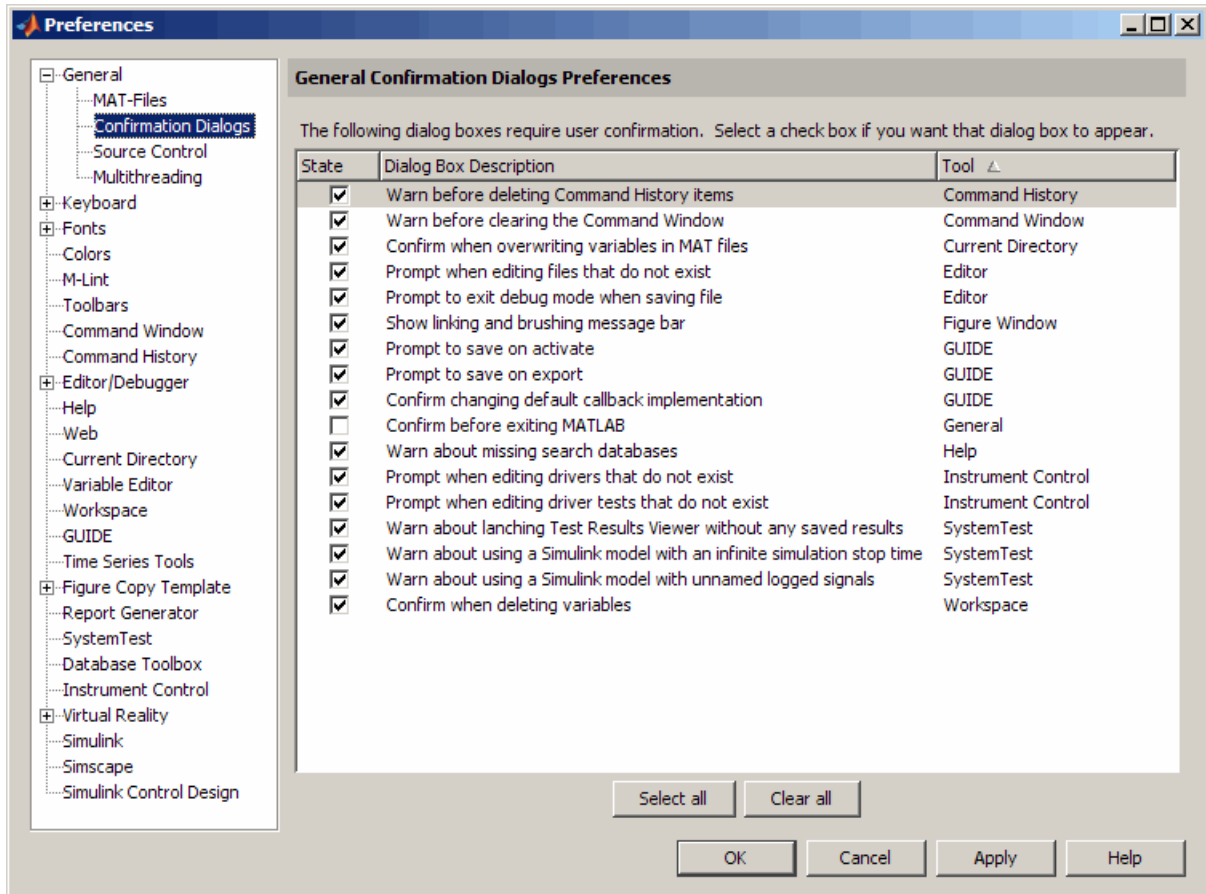 Preferences
General
MAT-Files
Confirmation Dialogs
Source Control
Multithreading
Keyboard
Fonts
Colors
M-Lint
Toolbars
Command Window
Command History
Editor/Debugger
Help
Web
Current Directory
Variable Editor
Workspace
GUIDE
Time Series Tools
Figure Copy Template
Report Generator
SystemTest
Database Toolbox
Instrument Control
Virtual Reality
Simulink
Simscape
Simulink Control Design
General Confirmation Dialogs Preferences
The following dialog boxes require user confirmation. Select a check box if you want that dialog box to appear.
State Dialog Box Description Tool
Warn before deleting Command History items Command History
Warn before clearing the Command Window Command Window
Confirm when overwriting variables in MAT files Current Directory
Prompt when editing files that do not exist Editor
Prompt to exit debug mode when saving file Editor
Show linking and brushing message bar Figure Window
Prompt to save on activate GUIDE
Prompt to save on export GUIDE
Confirm changing default callback implementation GUIDE
Confirm before exiting MATLAB General
Warn about missing search databases Help
Prompt when editing drivers that do not exist Instrument Control
Prompt when editing driver tests that do not exist Instrument Control
Warn about lanching Test Results Viewer without any saved results SystemTest
Warn about using a Simulink model with an infinite simulation stop time SystemTest
Warn about using a Simulink model with unnamed logged signals SystemTest
Confirm when deleting variables Workspace
Select all Clear all
OK Cancel Apply Help